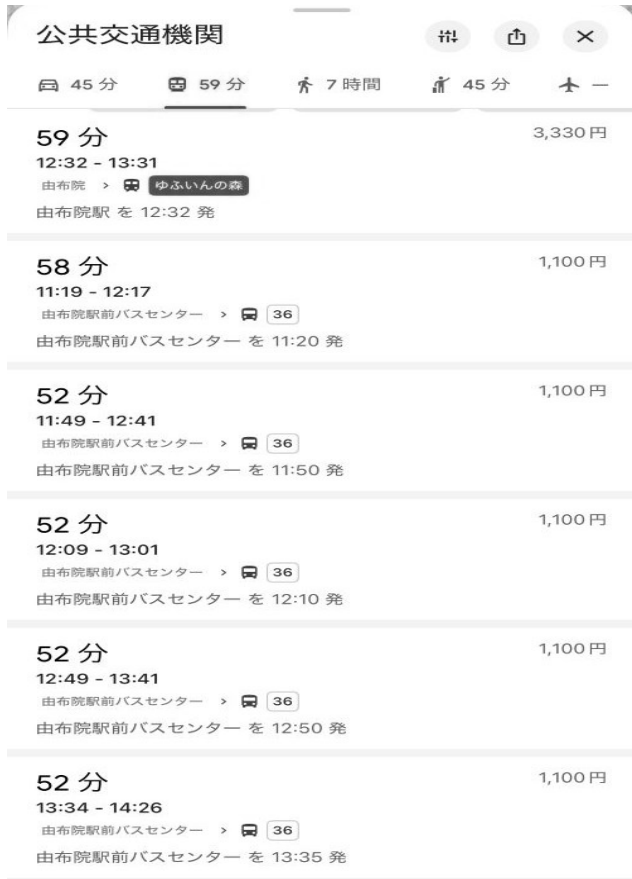 公共交通機関
45 分 59 分 7 時間 45 分 —
59 分 3,330 円
12:32 - 13:31
由布院 > ゆふいんの森
由布院駅 を 12:32 発
58 分 1,100 円
11:19 - 12:17
由布院駅前バスセンター > 36
由布院駅前バスセンター を 11:20 発
52 分 1,100 円
11:49 - 12:41
由布院駅前バスセンター > 36
由布院駅前バスセンター を 11:50 発
52 分 1,100 円
12:09 - 13:01
由布院駅前バスセンター > 36
由布院駅前バスセンター を 12:10 発
52 分 1,100 円
12:49 - 13:41
由布院駅前バスセンター > 36
由布院駅前バスセンター を 12:50 発
52 分 1,100 円
13:34 - 14:26
由布院駅前バスセンター > 36
由布院駅前バスセンター を 13:35 発